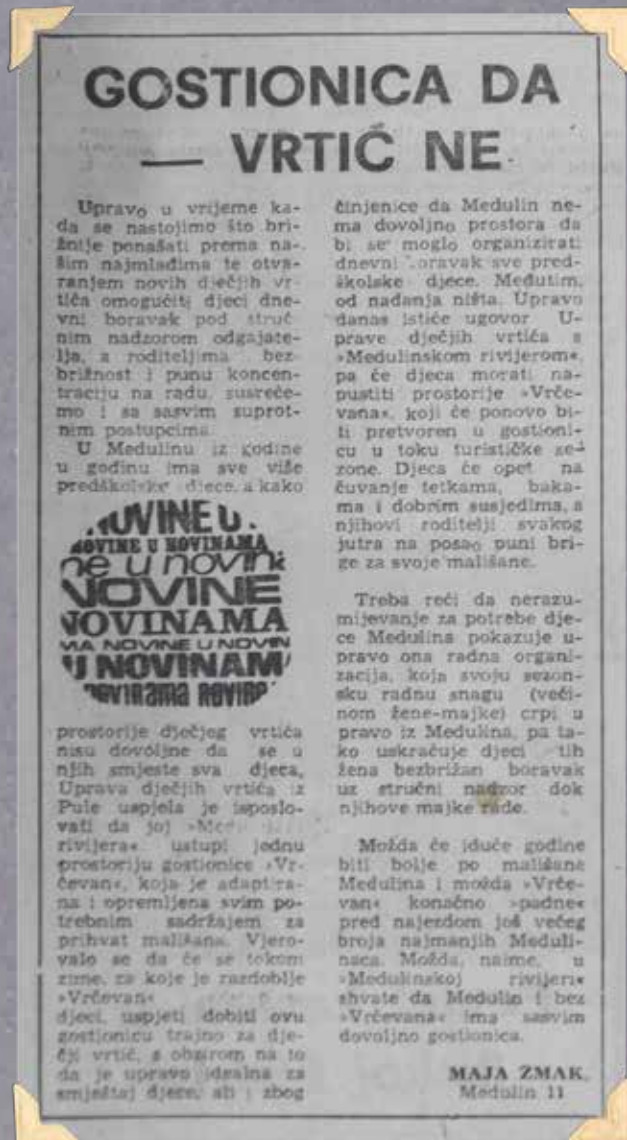 GOSTIONICA DA
— VRTIĆ NE
Upravo u vrijeme ka-
da se nastojimo što bri-
žnije ponašati prema na-
šim najmlađima te otva-
ranjem novih dječjih vr-
tića omogućiti djeci dne-
vni boravak pod struč
nim nadzorom odgajate-
lja, a roditeljima bez-
brižnost i punu koncen-
traciju na radu, susreće-
mo i sa sasvim suprot-
nim postupcima.
U Medulinu iz godine
u godinu ima sve više
predškolske djece, a kako
NOVINE U
NOVINE U NOVINAMA
ne u novine
NOVINE
NOVINAMA
MA NOVINE U NOVIN
U NOVINAM
novinama novine
prostorije dječjeg vrtića
nisu dovoljne da se u
njih smjeste sva djeca,
Uprava dječjih vrtića iz
Pule uspjela je isposlo-
vati da joj
rivijera« ustupi jednu
prostoriju gostionice »Vr-
čevan«, koja je adaptira-
na i opremljena svim po-
trebnim sadržajem za
prihvat mališana. Vjero-
valo se da će se tokom
zime, za koje je razdoblje
»Vrčevan«
djeci, uspjeti dobiti ovu
gostionicu trajno za dje-
čji vrtić, s obzirom na to
da je upravo idealna za
smještaj djece, ali i zbog
činjenice da Medulin ne-
ma dovoljno prostora da
bi se moglo organizirati
dnevni boravak sve pred-
školske djece. Međutim,
od nadanja ništa. Upravo
danas ističe ugovor U-
prave dječjih vrtića s
»Medulinskom rivijerom«,
pa će djeca morati na-
pustiti prostorije »Vrče-
vana«, koji će ponovo bi-
ti pretvoren u gostioni-
cu u toku turističke se-
zone. Djeca će opet na
čuvanje tetkama, baka-
ma i dobrim susjedima, a
njihovi roditelji svakog
jutra na posao puni bri-
ge za svoje mališane.
Treba reći da nerazu-
mijevanje za potrebe dje-
ce Medulina pokazuje u-
pravo ona radna organi-
zacija, koja svoju sezon-
sku radnu snagu (veći-
nom žene-majke) crpi u
pravo iz Medulina, pa ta-
ko uskraćuje djeci tih
žena bezbrižan boravak
uz stručni nadzor dok
njihove majke rade.
Možda će iduće godine
biti bolje po mališane
Medulina i možda »Vrče-
van« konačno »padne«
pred najezdom još većeg
broja najmanjih Meduli-
naca. Možda, naime, u
»Medulinskoj rivijeri«
shvate da Medulin i bez
»Vrčevana« ima sasvim
dovoljno gostionica.
MAJA ZMAK,
Medulin 11